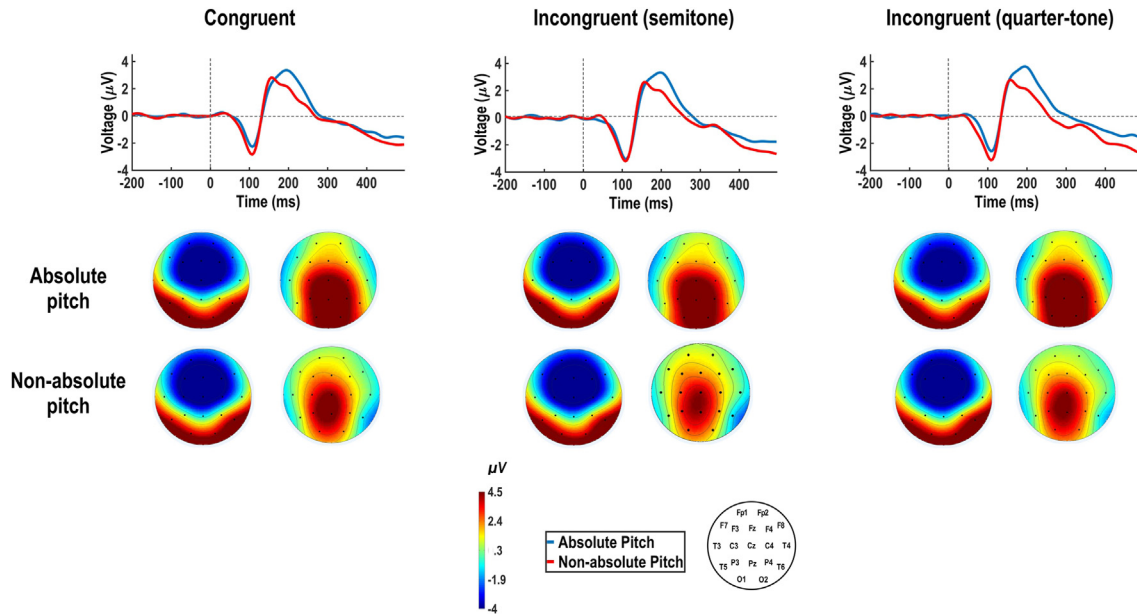 Congruent
Incongruent (semitone)
Incongruent (quarter-tone)
Voltage (µV)
4
2
0
-2
-4
-200 -100 0 100 200 300 400
Time (ms)
Voltage (µV)
4
2
0
-2
-4
-200 -100 0 100 200 300 400
Time (ms)
Voltage (µV)
4
2
0
-2
-4
-200 -100 0 100 200 300 400
Time (ms)
Absolute
pitch
Non-absolute
pitch
µV
4.5
2.4
.3
-1.9
-4
Absolute Pitch
Non-absolute Pitch
Fp1 Fp2
F7 F3 Fz F4 F8
T3 C3 Cz C4 T4
T5 P3 Pz P4 T6
O1 O2